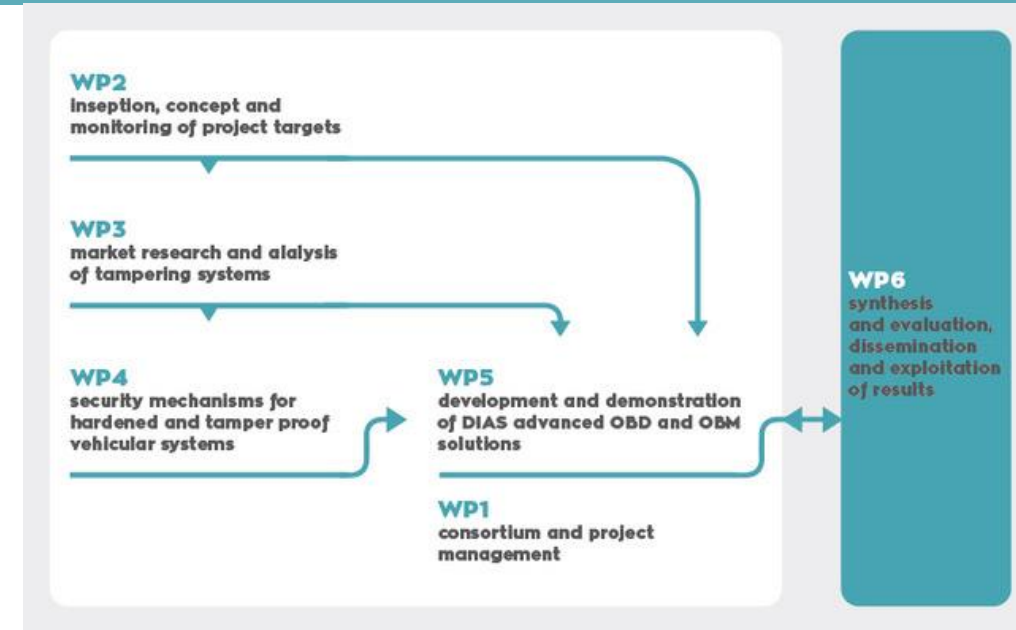 WP2
inseption, concept and
monitoring of project targets
WP3
market research and alalysis
of tampering systems
WP4
security mechanisms for
hardened and tamper proof
vehicular systems
WP5
development and demonstration
of DIAS advanced OBD and OBM
solutions
WP1
consortium and project
management
WP6
synthesis
and evaluation,
dissemination
and exploitation
of results